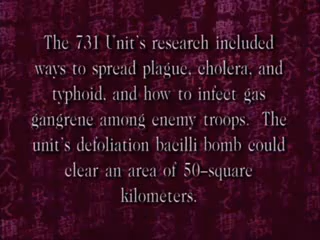 The 731 Unit's research included
ways to spread plague, cholera, and
typhoid, and how to infect gas
gangrene among enemy troops. The
unit's defoliation bacilli bomb could
clear an area of 50-square
kilometers.